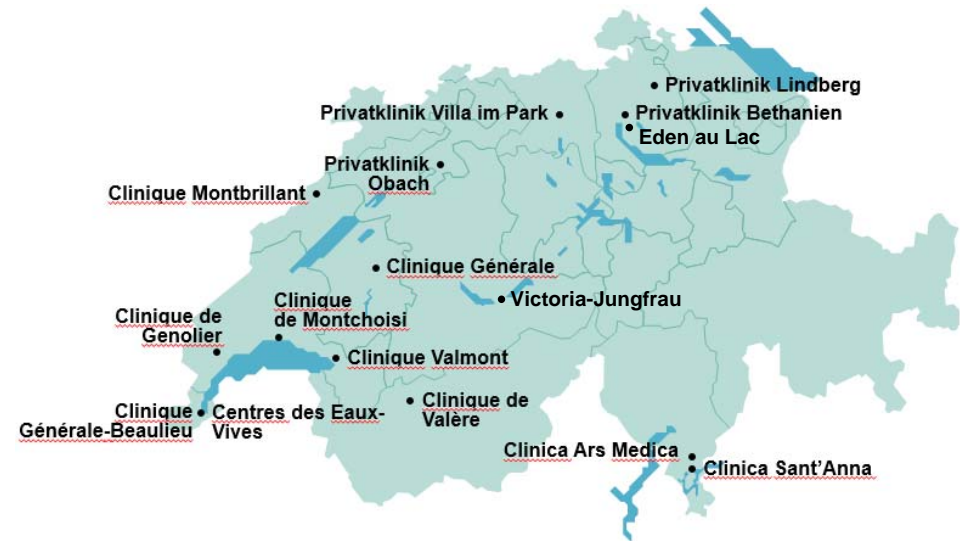 Privatklinik Lindberg
Privatklinik Villa im Park
Privatklinik Bethanien
Eden au Lac
Privatklinik
Obach
Clinique Montbrillant
Clinique Générale
Clinique
de Montchoisi
Victoria-Jungfrau
Clinique de
Genolier
Clinique Valmont
Clinique de
Valère
Clinique
Générale-Beaulieu
Centres des Eaux-
Vives
Clinica Ars Medica
Clinica Sant’Anna